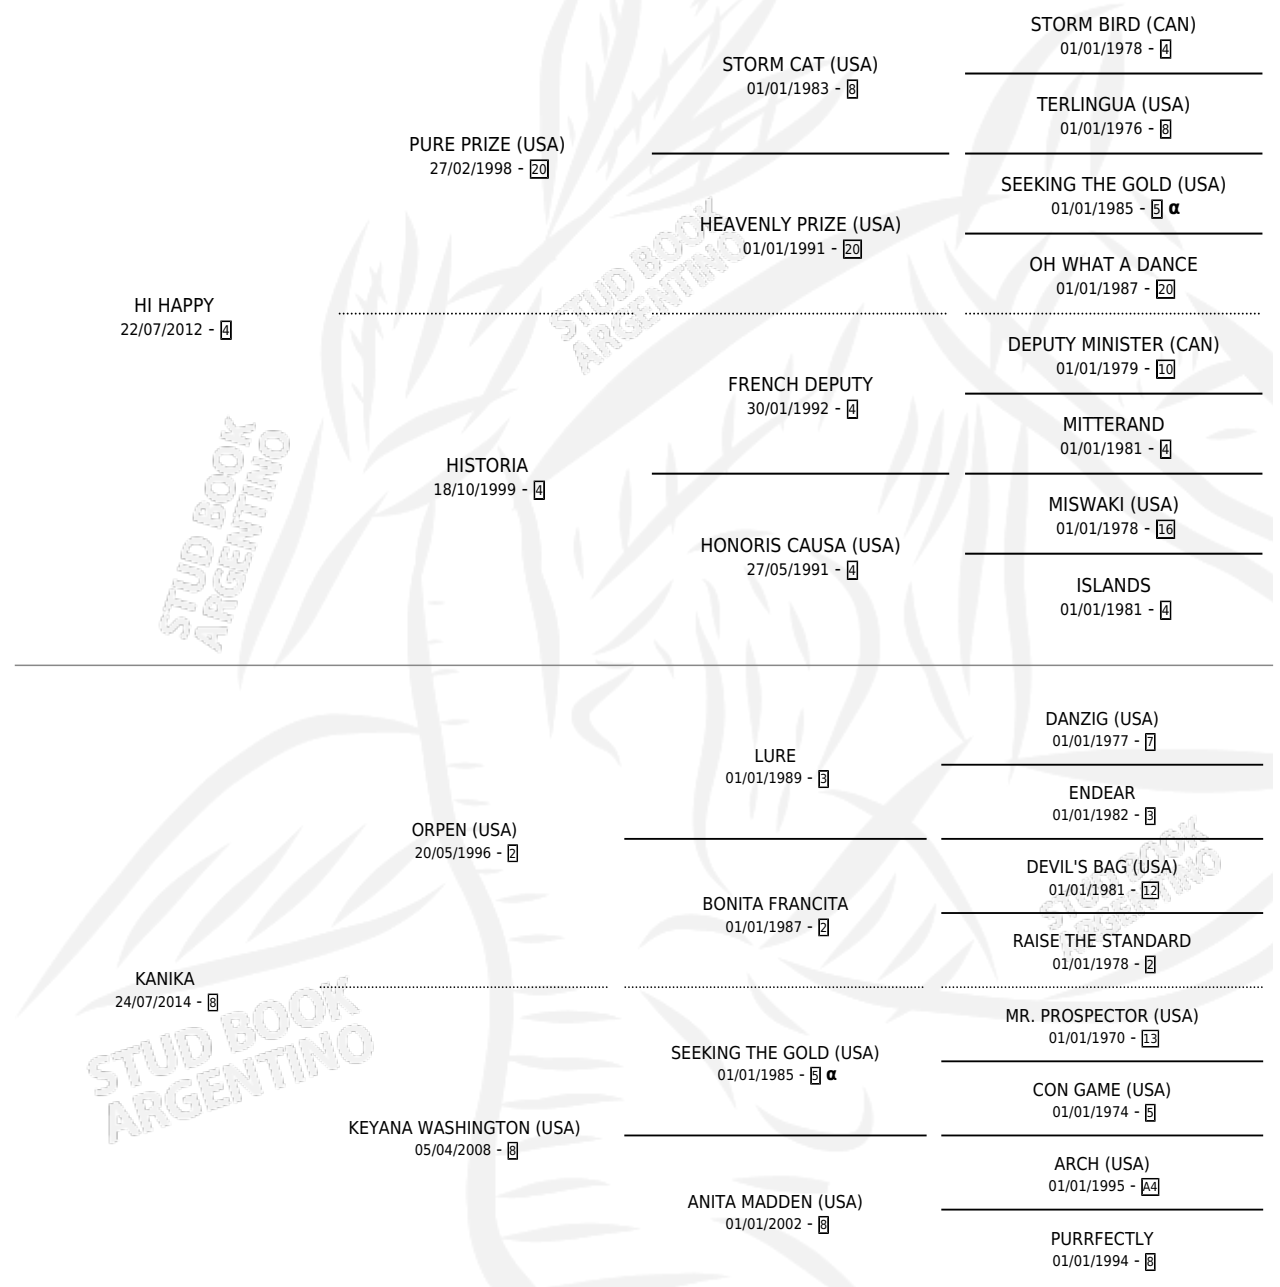 STORM BIRD (CAN)
01/01/1978 - 4
STORM CAT (USA)
01/01/1983 - 8
TERLINGUA (USA)
01/01/1976 - 8
PURE PRIZE (USA)
27/02/1998 - 20
SEEKING THE GOLD (USA)
01/01/1985 - 5 α
HEAVENLY PRIZE (USA)
01/01/1991 - 20
OH WHAT A DANCE
01/01/1987 - 20
HI HAPPY
22/07/2012 - 4
DEPUTY MINISTER (CAN)
01/01/1979 - 10
FRENCH DEPUTY
30/01/1992 - 4
MITTERAND
01/01/1981 - 4
HISTORIA
18/10/1999 - 4
MISWAKI (USA)
01/01/1978 - 16
HONORIS CAUSA (USA)
27/05/1991 - 4
ISLANDS
01/01/1981 - 4
DANZIG (USA)
01/01/1977 - 7
LURE
01/01/1989 - 3
ENDEAR
01/01/1982 - 3
ORPEN (USA)
20/05/1996 - 2
DEVIL'S BAG (USA)
01/01/1981 - 12
BONITA FRANCITA
01/01/1987 - 2
RAISE THE STANDARD
01/01/1978 - 2
KANIKA
24/07/2014 - 8
MR. PROSPECTOR (USA)
01/01/1970 - 13
SEEKING THE GOLD (USA)
01/01/1985 - 5 α
CON GAME (USA)
01/01/1974 - 5
KEYANA WASHINGTON (USA)
05/04/2008 - 8
ARCH (USA)
01/01/1995 - A4
ANITA MADDEN (USA)
01/01/2002 - 8
PURRFECTLY
01/01/1994 - 8
STUD BOOK
ARGENTINO
STUD BOOK
ARGENTINO
STUD BOOK
ARGENTINO
STUD BOOK
ARGENTINO